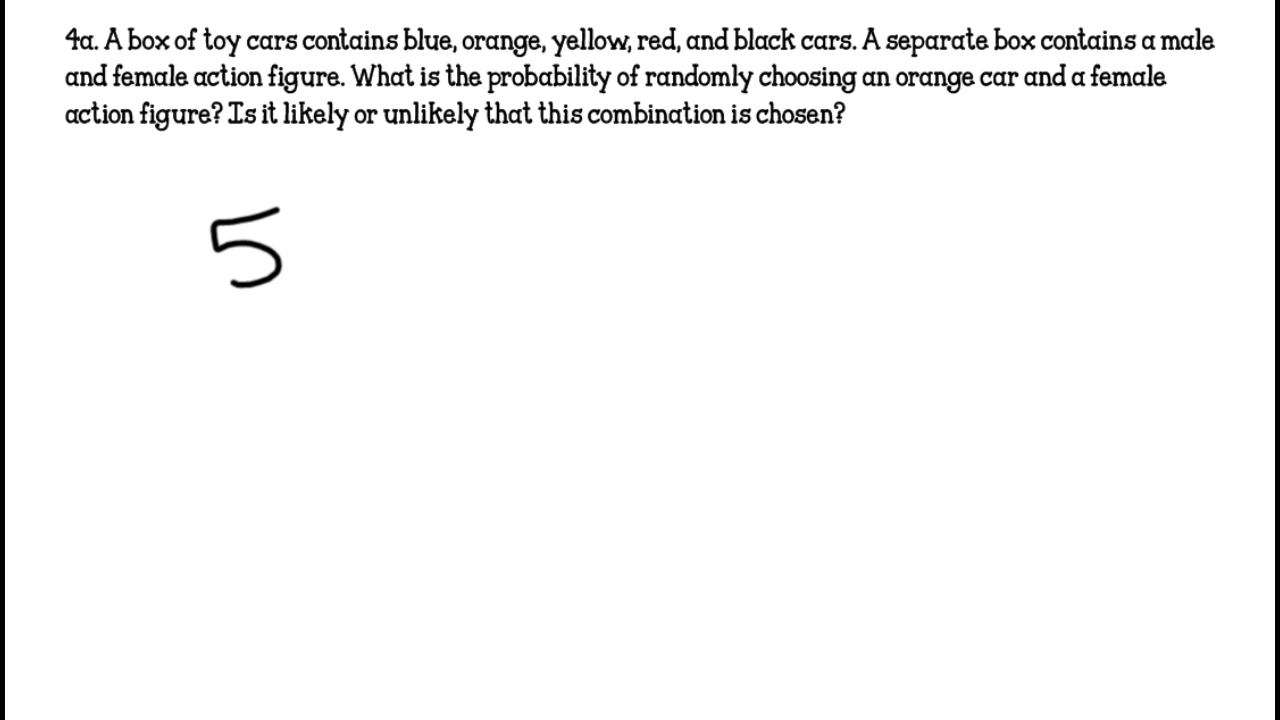 4a. A box of toy cars contains blue, orange, yellow, red, and black cars. A separate box contains a male
and female action figure. What is the probability of randomly choosing an orange car and a female
action figure? Is it likely or unlikely that this combination is chosen?
5